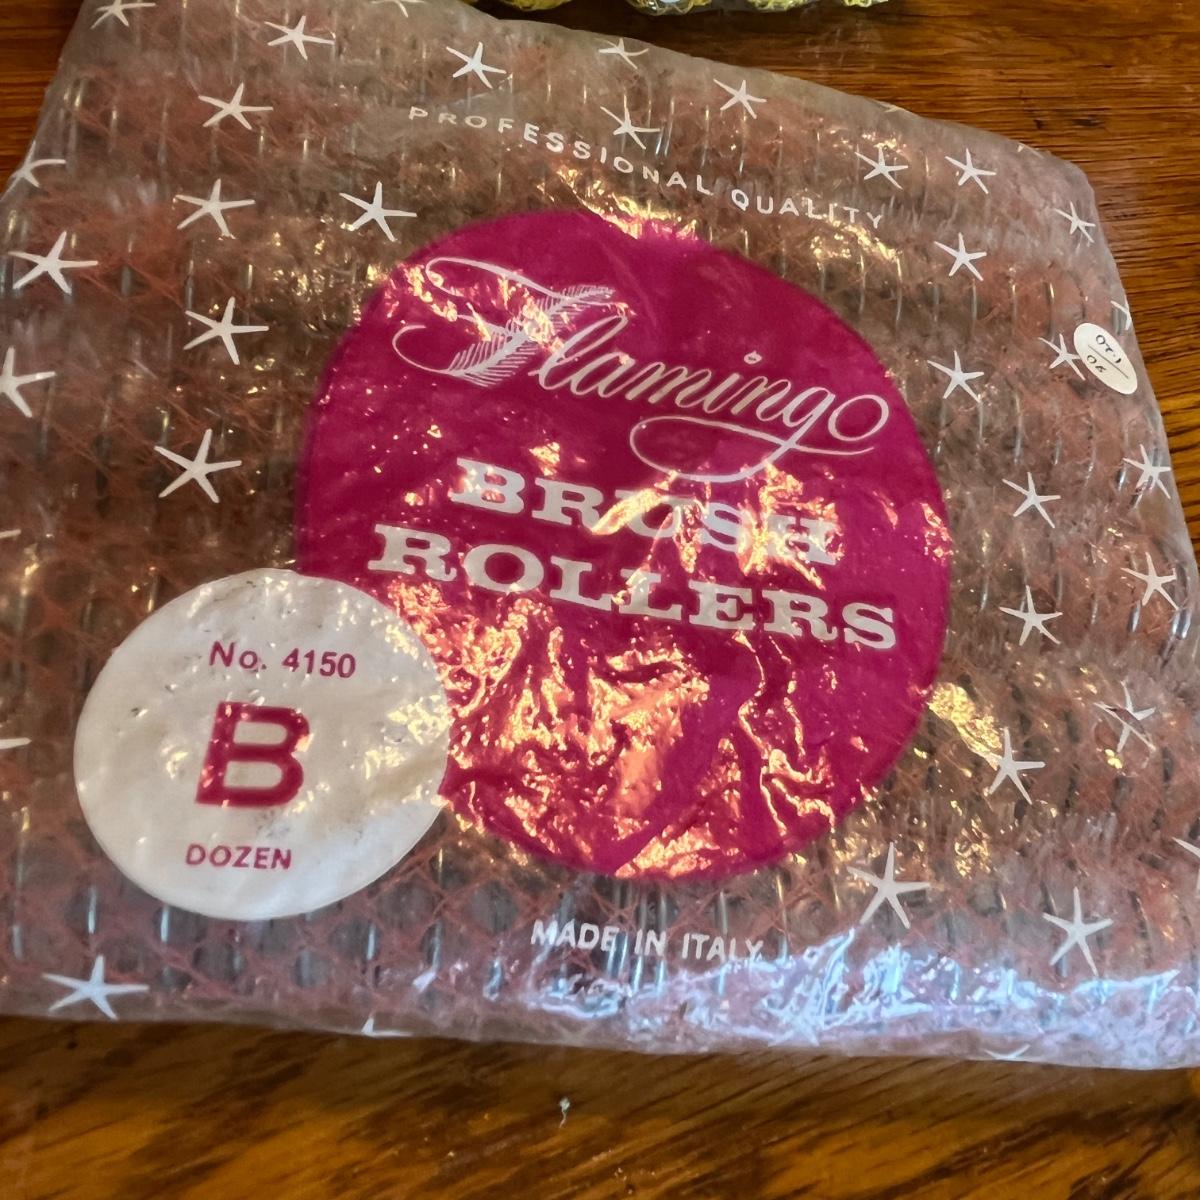 PROFESSIONAL QUALITY
Flamingo
BRUSH
ROLLERS
No. 4150
B
DOZEN
MADE IN ITALY